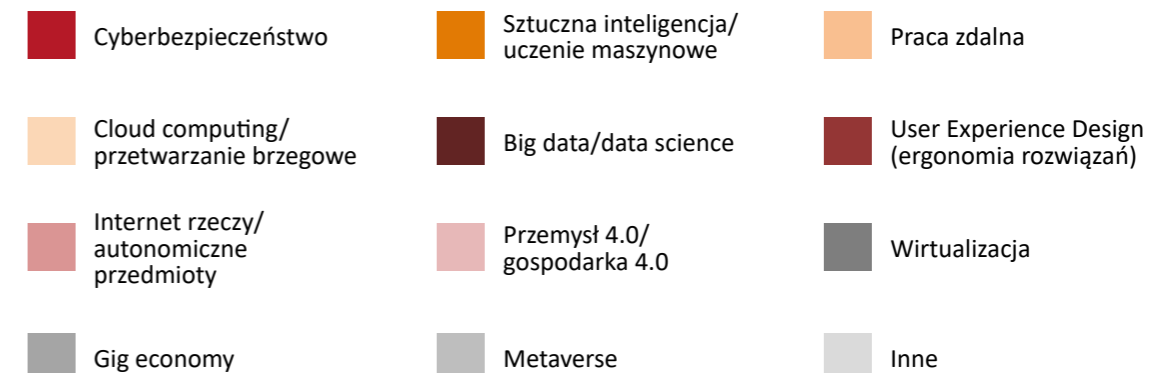 Cyberbezpieczeństwo
Sztuczna inteligencja/
uczenie maszynowe
Praca zdalna
Cloud computing/
przetwarzanie brzegowe
Big data/data science
User Experience Design
(ergonomia rozwiązań)
Internet rzeczy/
autonomiczne
przedmioty
Przemysł 4.0/
gospodarka 4.0
Wirtualizacja
Gig economy
Metaverse
Inne